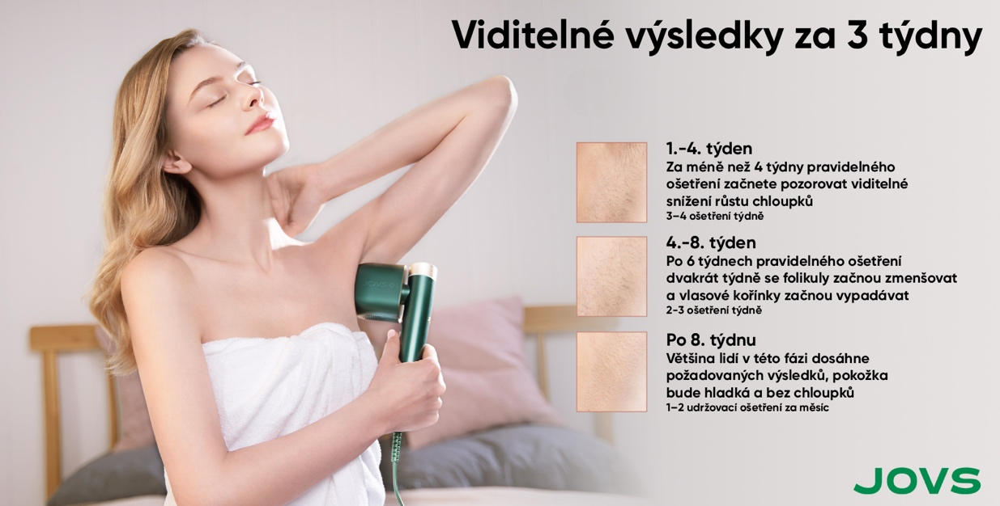 Viditelné výsledky za 3 týdny
1.-4. týden
Za méně než 4 týdny pravidelného
ošetření začnete pozorovat viditelné
snížení růstu chloupků
3–4 ošetření týdně
4.-8. týden
Po 6 týdnech pravidelného ošetření
dvakrát týdně se folikuly začnou zmenšovat
a vlasové kořínky začnou vypadávat
2-3 ošetření týdně
Po 8. týdnu
Většina lidí v této fázi dosáhne
požadovaných výsledků, pokožka
bude hladká a bez chloupků
1–2 udržovací ošetření za měsíc
JOVS
JOVS